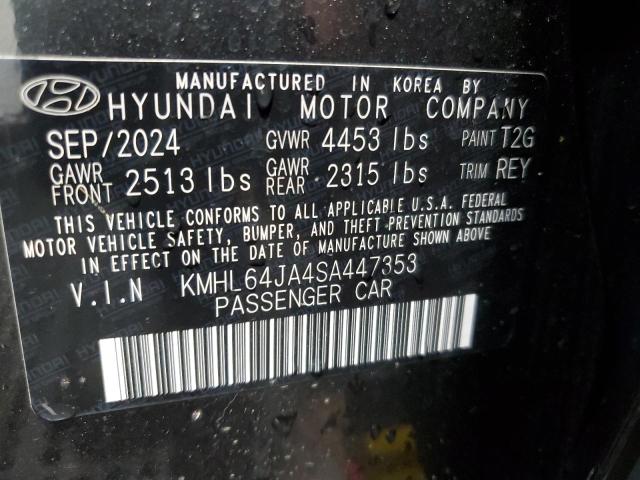 MANUFACTURED IN KOREA BY
HYUNDAI MOTOR COMPANY
SEP/2024 GVWR 4453 lbs PAINT T2G
GAWR FRONT 2513 lbs GAWR REAR 2315 lbs TRIM REY
THIS VEHICLE CONFORMS TO ALL APPLICABLE U.S.A. FEDERAL
MOTOR VEHICLE SAFETY, BUMPER, AND THEFT PREVENTION STANDARDS
IN EFFECT ON THE DATE OF MANUFACTURE SHOWN ABOVE.
V.I.N KMHL64JA4SA447353
PASSENGER CAR